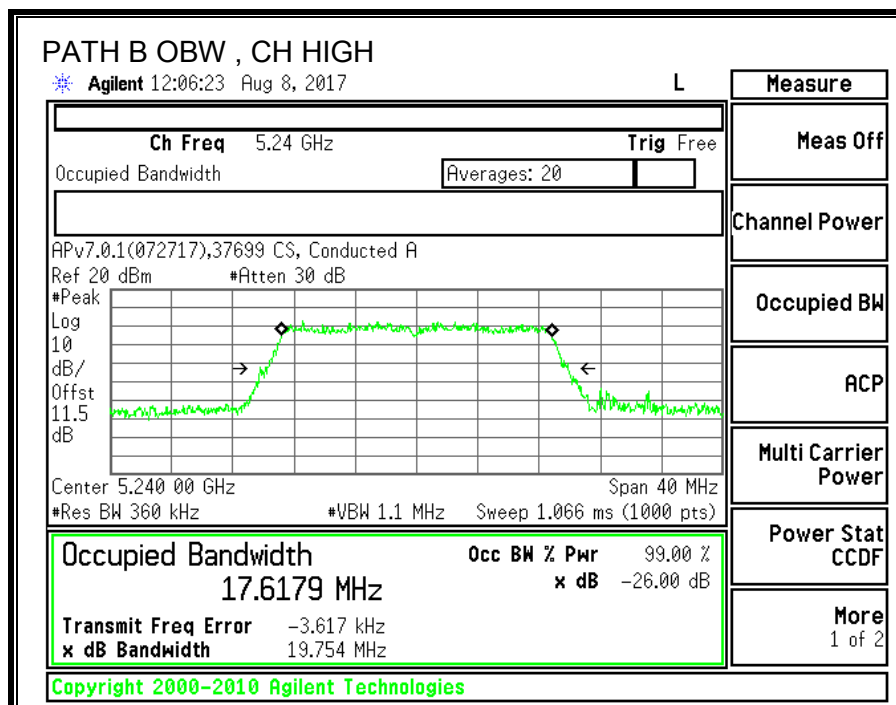 PATH B OBW , CH HIGH
Agilent 12:06:23 Aug 8, 2017 L
Measure
Ch Freq 5.24 GHz Trig Free
Meas Off
Occupied Bandwidth Averages: 20
Channel Power
APv7.0.1(072717),37699 CS, Conducted A
Ref 20 dBm #Atten 30 dB
#Peak
Log
10
dB/
Offst
11.5
dB
Occupied BW
ACP
Center 5.240 00 GHz Span 40 MHz
#Res BW 360 kHz #VBW 1.1 MHz Sweep 1.066 ms (1000 pts)
Multi Carrier
Power
Occupied Bandwidth Occ BW % Pwr 99.00 %
17.6179 MHz x dB -26.00 dB
Power Stat
CCDF
Transmit Freq Error -3.617 kHz
x dB Bandwidth 19.754 MHz
More
1 of 2
Copyright 2000-2010 Agilent Technologies